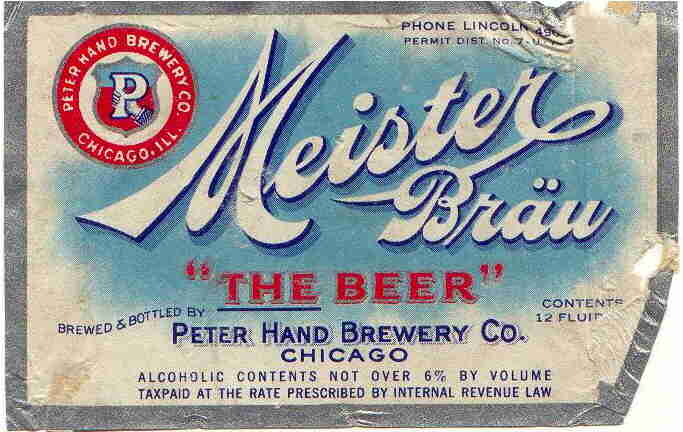 PHONE LINCOLN
PERMIT DIST. No. 7-U-
PETER HAND BREWERY CO.
P
CHICAGO, ILL.
Meister
Bräu
"THE BEER"
CONTENTS
12 FLUID
BREWED & BOTTLED BY
PETER HAND BREWERY CO.
CHICAGO
ALCOHOLIC CONTENTS NOT OVER 6% BY VOLUME
TAXPAID AT THE RATE PRESCRIBED BY INTERNAL REVENUE LAW